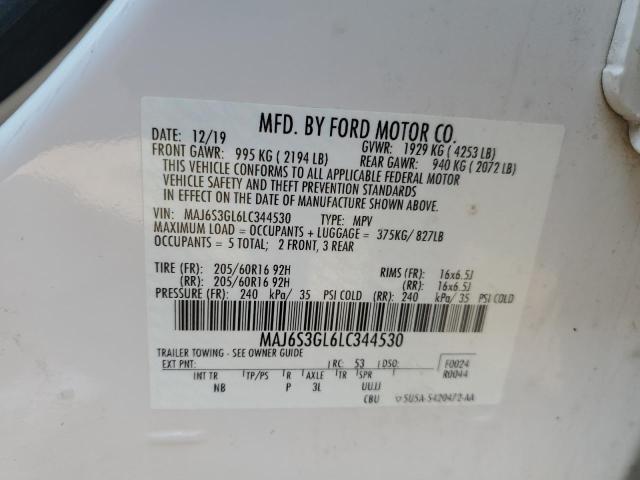 MFD. BY FORD MOTOR CO.
DATE: 12/19 GVWR: 1929 KG ( 4253 LB)
FRONT GAWR: 995 KG ( 2194 LB) REAR GAWR: 940 KG ( 2072 LB)
THIS VEHICLE CONFORMS TO ALL APPLICABLE FEDERAL MOTOR
VEHICLE SAFETY AND THEFT PREVENTION STANDARDS
IN EFFECT ON THE DATE OF MANUFACTURE SHOWN ABOVE.
VIN: MAJ6S3GL6LC344530 TYPE: MPV
MAXIMUM LOAD = OCCUPANTS + LUGGAGE = 375KG/ 827LB
OCCUPANTS = 5 TOTAL; 2 FRONT, 3 REAR
TIRE (FR): 205/60R16 92H RIMS (FR): 16x6.5J
(RR): 205/60R16 92H (RR): 16x6.5J
PRESSURE (FR): 240 kPa/ 35 PSI COLD (RR): 240 kPa/ 35 PSI COLD
MAJ6S3GL6LC344530
TRAILER TOWING - SEE OWNER GUIDE
EXT PNT: RC: 53 DSO: F0024
R0044
INT TR TP/PS R AXLE TR SPR
NB P 3L UUJJ
CBU SU5A-5420472-AA